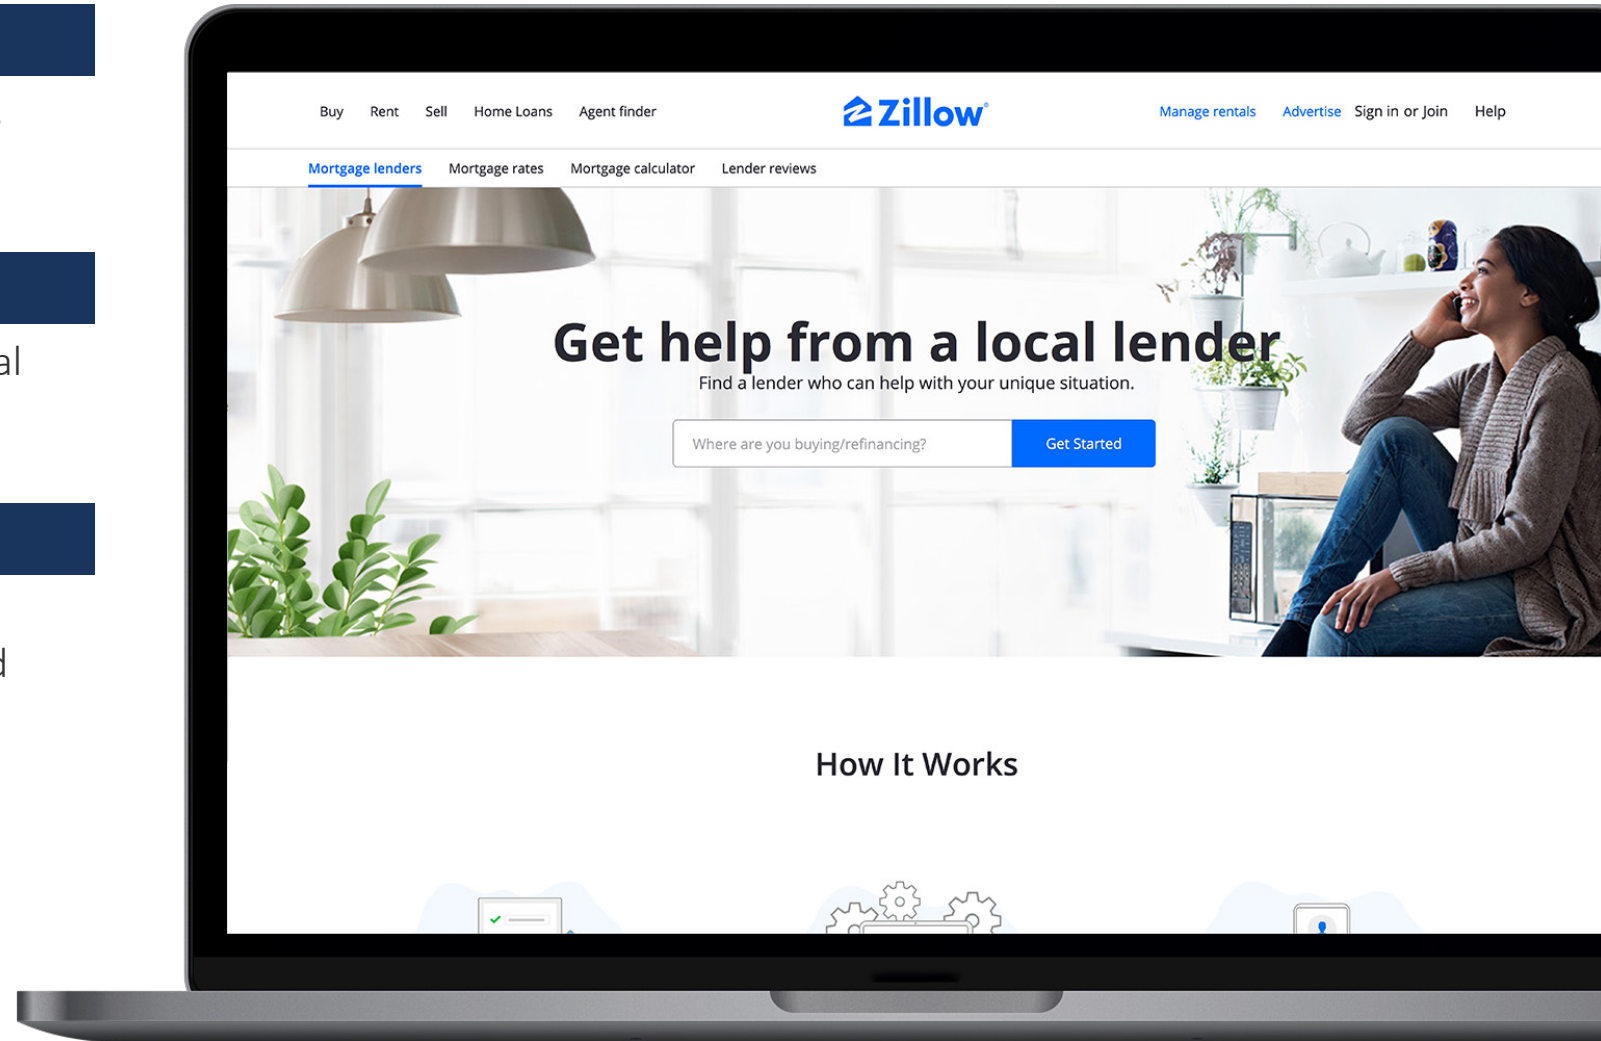 al
d
Buy Rent Sell Home Loans Agent finder Zillow® Manage rentals Advertise Sign in or Join Help
Mortgage lenders Mortgage rates Mortgage calculator Lender reviews
Get help from a local lender
Find a lender who can help with your unique situation.
Where are you buying/refinancing? Get Started
How It Works